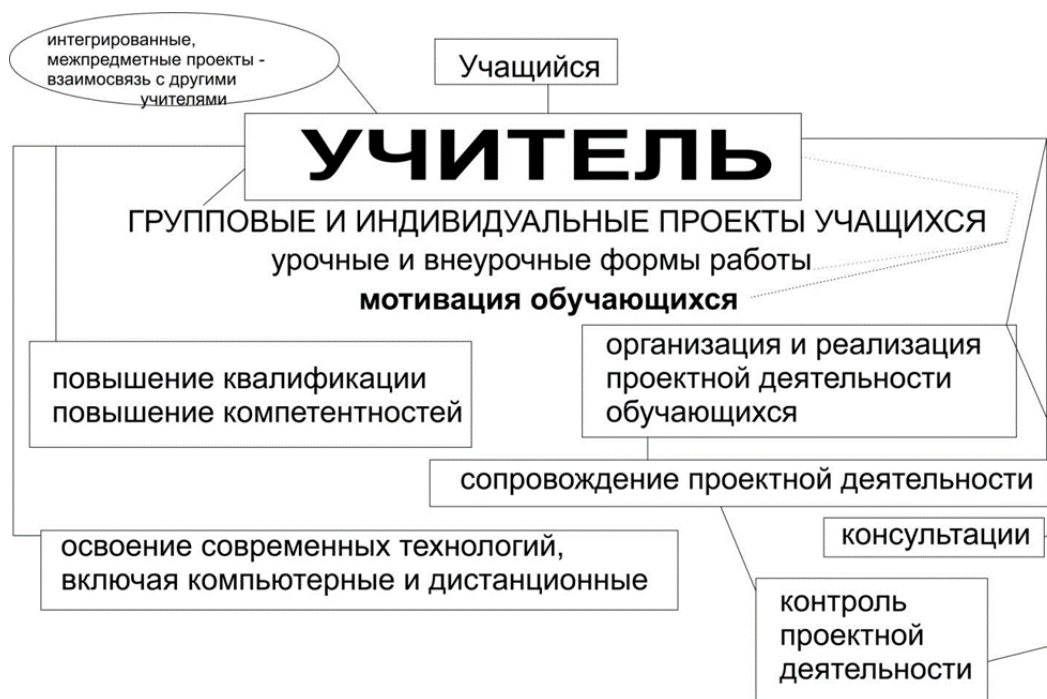 интегрированные,
межпредметные проекты -
взаимосвязь с другими
учителями
Учащийся
УЧИТЕЛЬ
ГРУППОВЫЕ И ИНДИВИДУАЛЬНЫЕ ПРОЕКТЫ УЧАЩИХСЯ
урочные и внеурочные формы работы
мотивация обучающихся
повышение квалификации
повышение компетентностей
организация и реализация
проектной деятельности
обучающихся
сопровождение проектной деятельности
консультации
освоение современных технологий,
включая компьютерные и дистанционные
контроль
проектной
деятельности